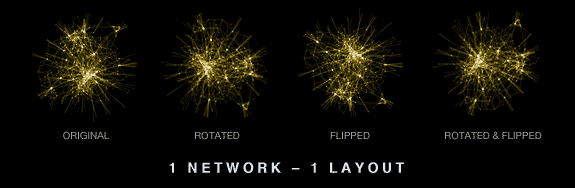 ORIGINAL
ROTATED
FLIPPED
ROTATED & FLIPPED
1 NETWORK – 1 LAYOUT